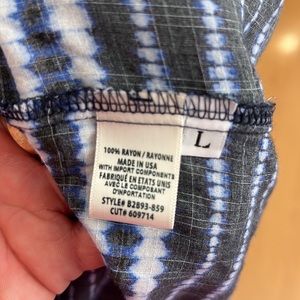 L
100% RAYON/RAYONNE
MADE IN USA
WITH IMPORT COMPONENTS
FABRIQUÉ EN ETATS UNIS
AVEC LE COMPOSANT
D'IMPORTATION
STYLE# B2893-859
CUT# 609714